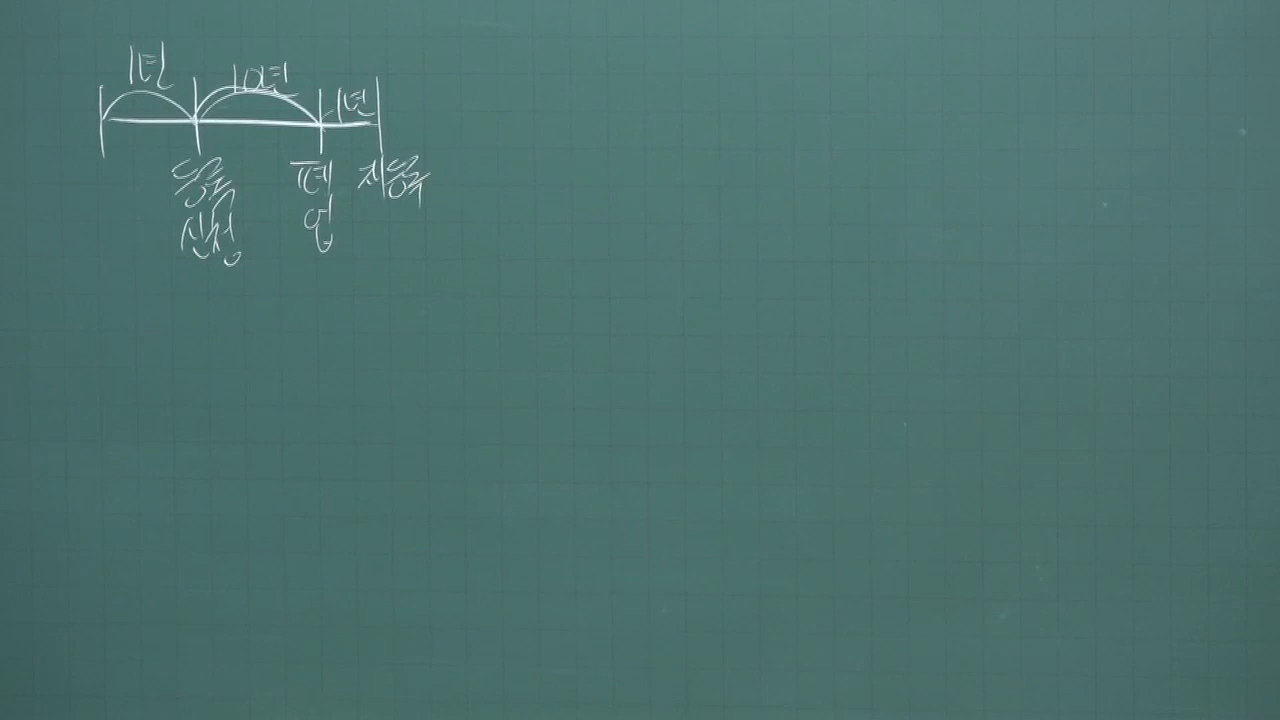 1년 10년 1년
등록 폐 재등록
신청 업